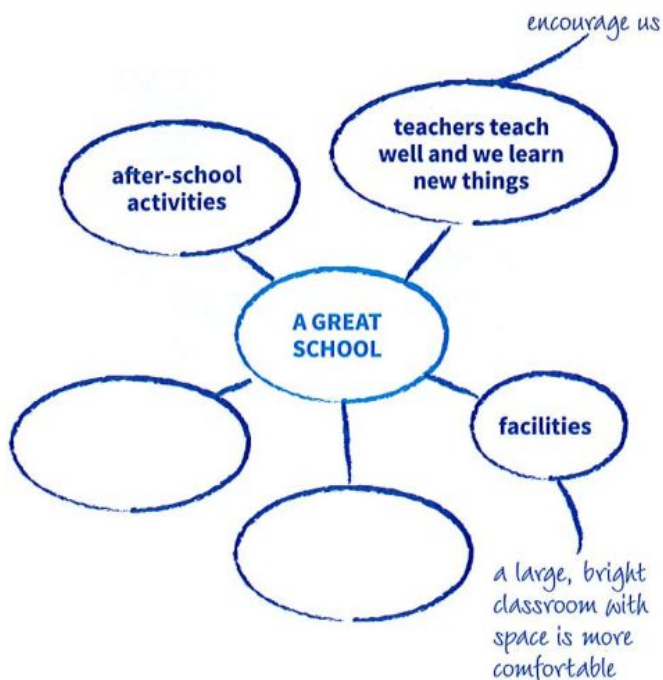 encourage us
teachers teach
well and we learn
new things
after-school
activities
A GREAT
SCHOOL
facilities
a large, bright
classroom with
space is more
comfortable